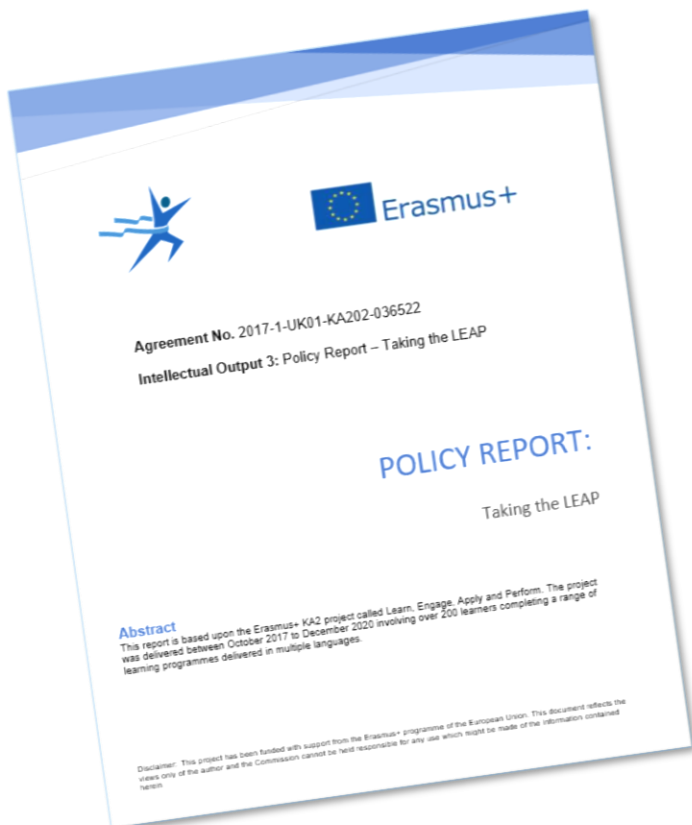 Erasmus+
Agreement No. 2017-1-UK01-KA202-036522
Intellectual Output 3: Policy Report – Taking the LEAP
POLICY REPORT:
Taking the LEAP
Abstract
This report is based upon the Erasmus+ KA2 project called Learn, Engage, Apply and Perform. The project
was delivered between October 2017 to December 2020 involving over 200 learners completing a range of
learning programmes delivered in multiple languages.
Disclaimer: This project has been funded with support from the Erasmus+ programme of the European Union. This document reflects the
views only of the author and the Commission cannot be held responsible for any use which might be made of the information contained
herein